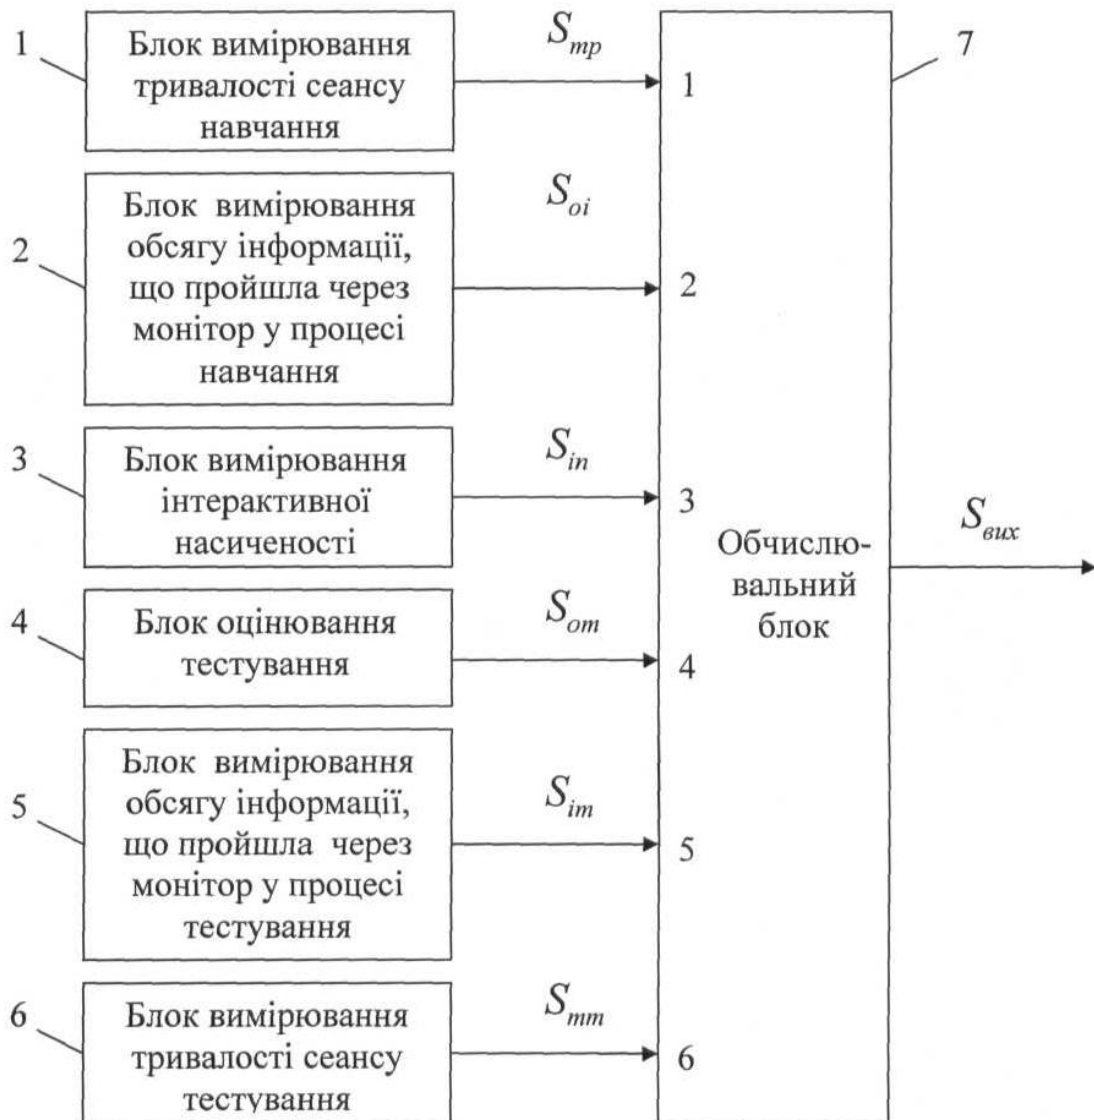 1
Блок вимірювання
тривалості сеансу
навчання
S_тр
1
7
2
Блок вимірювання
обсягу інформації,
що пройшла через
монітор у процесі
навчання
S_оі
2
3
Блок вимірювання
інтерактивної
насиченості
S_ін
3
Обчислю-
вальний
блок
S_вих
4
Блок оцінювання
тестування
S_от
4
5
Блок вимірювання
обсягу інформації,
що пройшла через
монітор у процесі
тестування
S_іт
5
6
Блок вимірювання
тривалості сеансу
тестування
S_тт
6